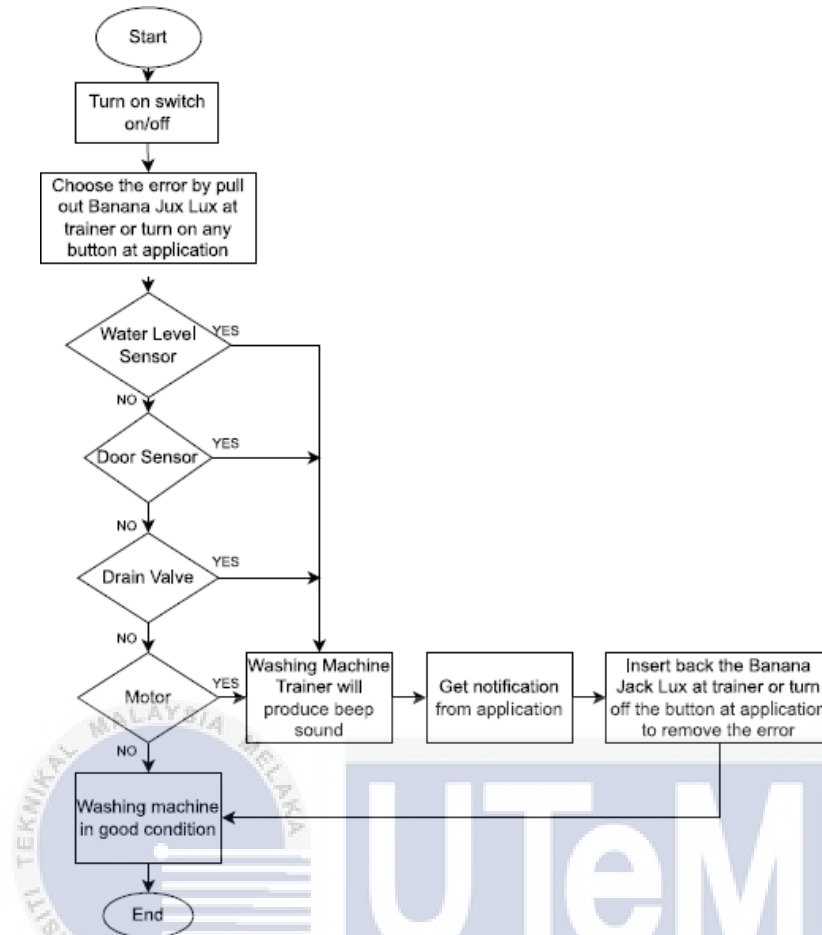 Start
Turn on switch
on/off
Choose the error by pull
out Banana Jux Lux at
trainer or turn on any
button at application
Water Level
Sensor
YES
NO
Door Sensor
YES
NO
Drain Valve
YES
NO
Motor
YES
NO
Washing Machine
Trainer will
produce beep
sound
Get notification
from application
Insert back the Banana
Jack Lux at trainer or turn
off the button at application
to remove the error
Washing machine
in good condition
End
TEKNIKAL MALAYSIA MELAKA
UTeM